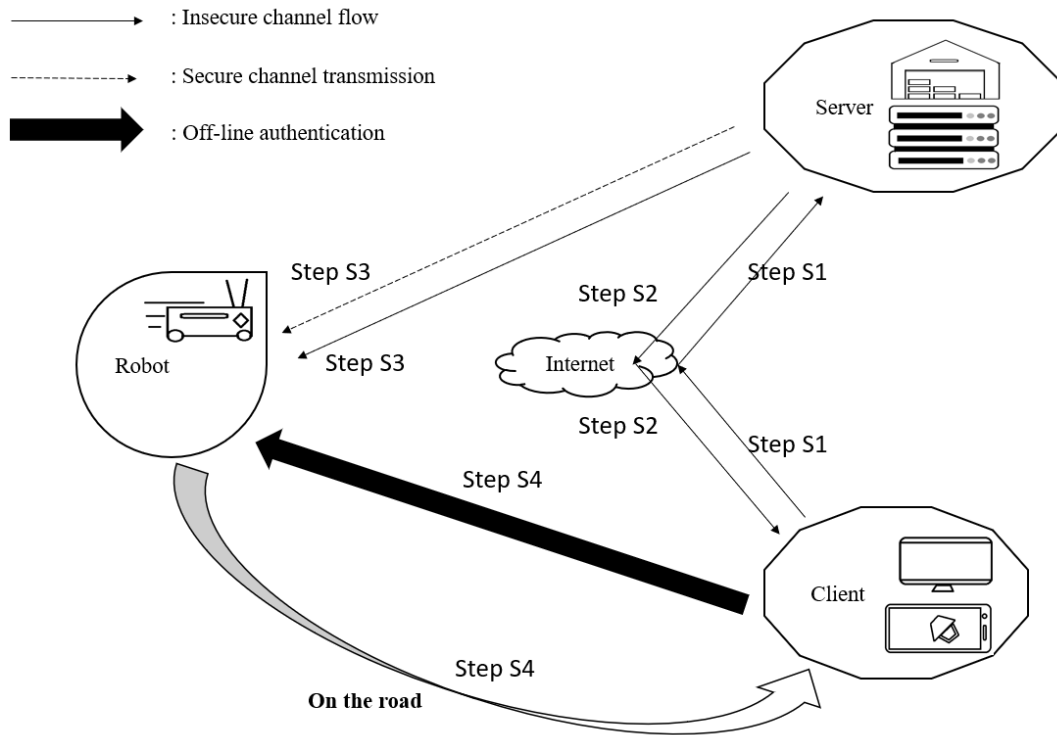 : Insecure channel flow
: Secure channel transmission
: Off-line authentication
Server
Step S3
Step S1
Step S2
Robot
Step S3
Internet
Step S2
Step S1
Step S4
Client
Step S4
On the road